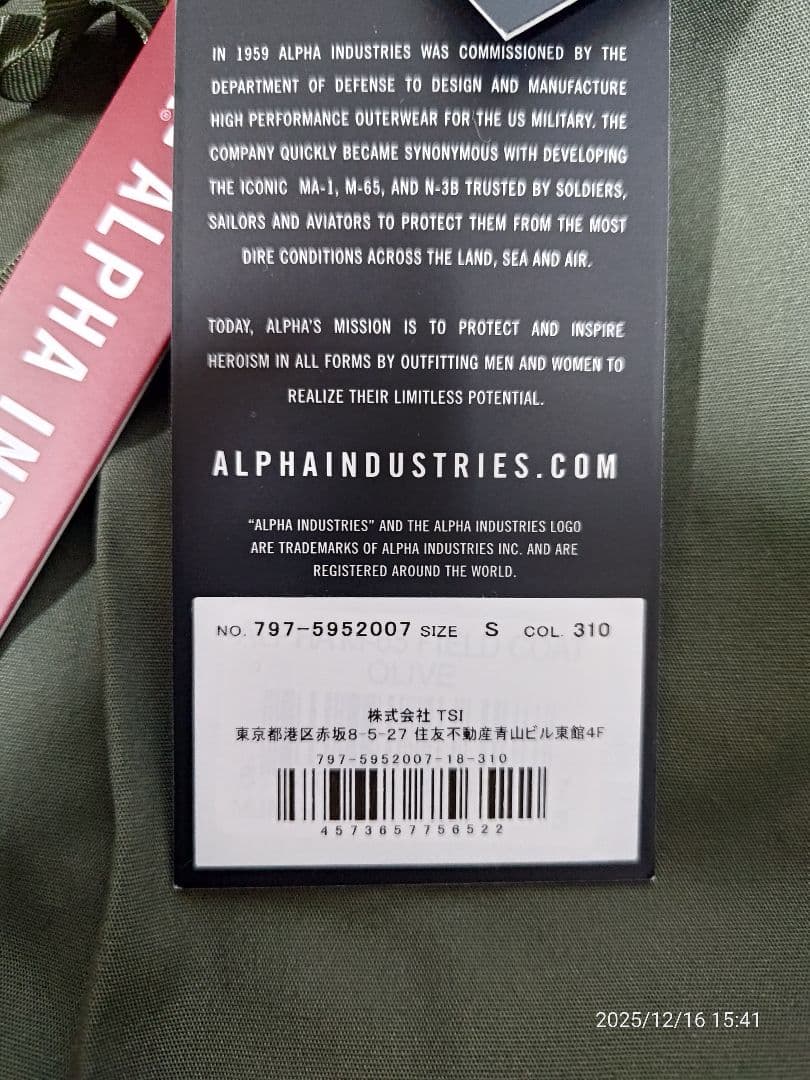 IN 1959 ALPHA INDUSTRIES WAS COMMISSIONED BY THE
DEPARTMENT OF DEFENSE TO DESIGN AND MANUFACTURE
HIGH PERFORMANCE OUTERWEAR FOR THE US MILITARY. THE
COMPANY QUICKLY BECAME SYNONYMOUS WITH DEVELOPING
THE ICONIC MA-1, M-65, AND N-3B TRUSTED BY SOLDIERS,
SAILORS AND AVIATORS TO PROTECT THEM FROM THE MOST
DIRE CONDITIONS ACROSS THE LAND, SEA AND AIR.
TODAY, ALPHA'S MISSION IS TO PROTECT AND INSPIRE
HEROISM IN ALL FORMS BY OUTFITTING MEN AND WOMEN TO
REALIZE THEIR LIMITLESS POTENTIAL.
ALPHAINDUSTRIES.COM
“ALPHA INDUSTRIES” AND THE ALPHA INDUSTRIES LOGO
ARE TRADEMARKS OF ALPHA INDUSTRIES INC. AND ARE
REGISTERED AROUND THE WORLD.
NO. 797-5952007 SIZE S COL. 310
OLIVE
株式会社 TSI
東京都港区赤坂8-5-27 住友不動産青山ビル東館4F
797-5952007-18-310
4573657756522
ALPHA
2025/12/16 15:41